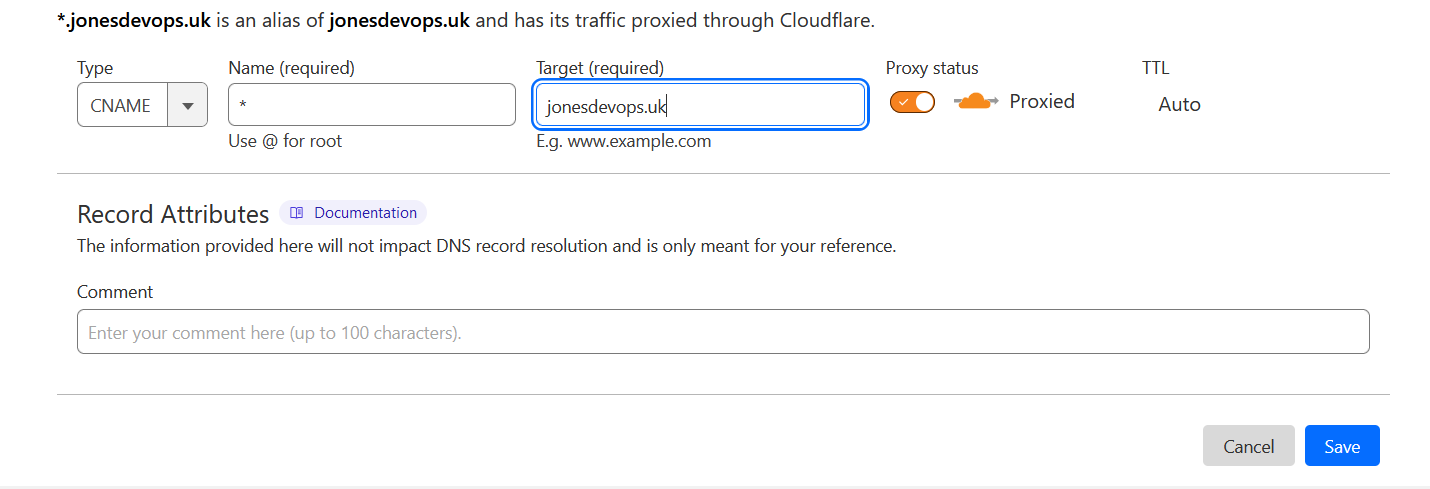 *.jonesdevops.uk is an alias of jonesdevops.uk and has its traffic proxied through Cloudflare.
Type Name (required) Target (required) Proxy status TTL
CNAME * jonesdevops.uk Proxied Auto
Use @ for root E.g. www.example.com
Record Attributes Documentation
The information provided here will not impact DNS record resolution and is only meant for your reference.
Comment
Enter your comment here (up to 100 characters).
Cancel Save